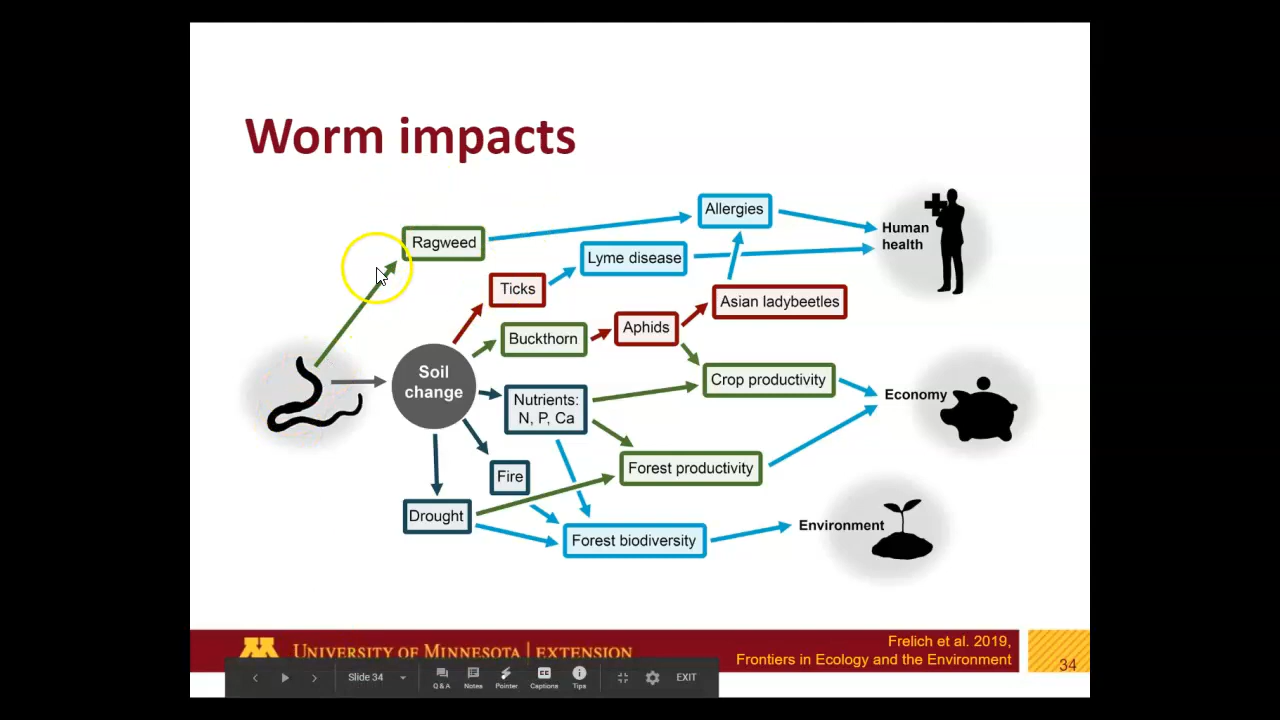 Worm impacts
Ragweed
Allergies
Human
health
Lyme disease
Ticks
Asian ladybeetles
Buckthorn
Aphids
Soil
change
Crop productivity
Economy
Nutrients:
N, P, Ca
Forest productivity
Fire
Drought
Forest biodiversity
Environment
UNIVERSITY OF MINNESOTA | EXTENSION
Frelich et al. 2019,
Frontiers in Ecology and the Environment
34
Slide 34
Q & A
Notes
Pointer
Captions
Tips
EXIT